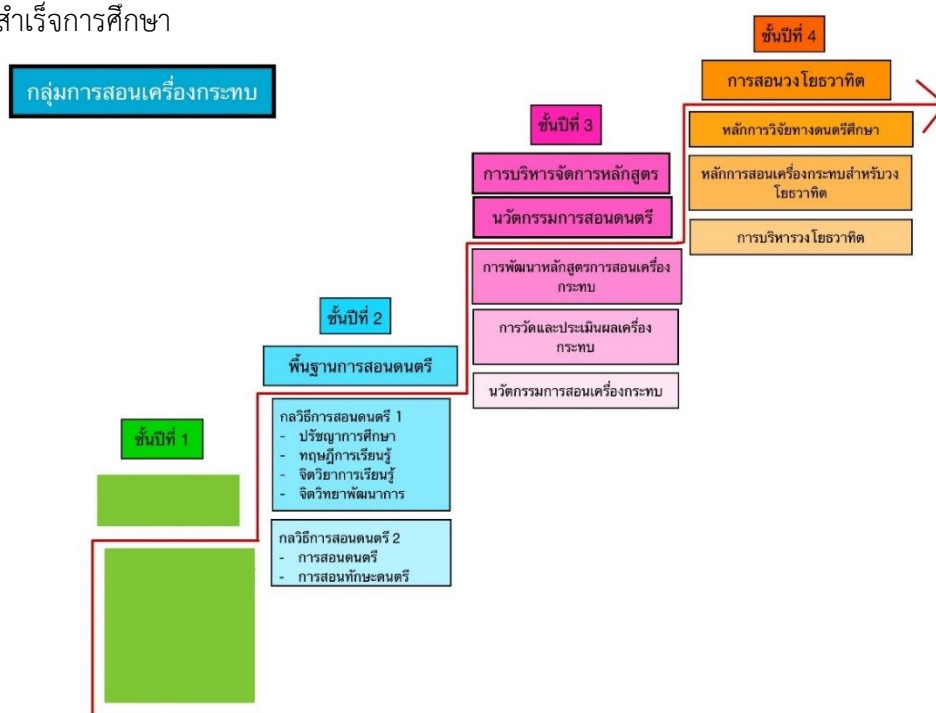 สำเร็จการศึกษา
กลุ่มการสอนเครื่องกระทบ
ชั้นปีที่ 1
ชั้นปีที่ 2
พื้นฐานการสอนดนตรี
กลวิธีการสอนดนตรี 1
- ปรัชญาการศึกษา
- ทฤษฎีการเรียนรู้
- จิตวิยาการเรียนรู้
- จิตวิทยาพัฒนาการ
กลวิธีการสอนดนตรี 2
- การสอนดนตรี
- การสอนทักษะดนตรี
ชั้นปีที่ 3
การบริหารจัดการหลักสูตร
นวัตกรรมการสอนดนตรี
การพัฒนาหลักสูตรการสอนเครื่อง
กระทบ
การวัดและประเมินผลเครื่อง
กระทบ
นวัตกรรมการสอนเครื่องกระทบ
ชั้นปีที่ 4
การสอนวงโยธวาทิต
หลักการวิจัยทางดนตรีศึกษา
หลักการสอนเครื่องกระทบสำหรับวง
โยธวาทิต
การบริหารวงโยธวาทิต